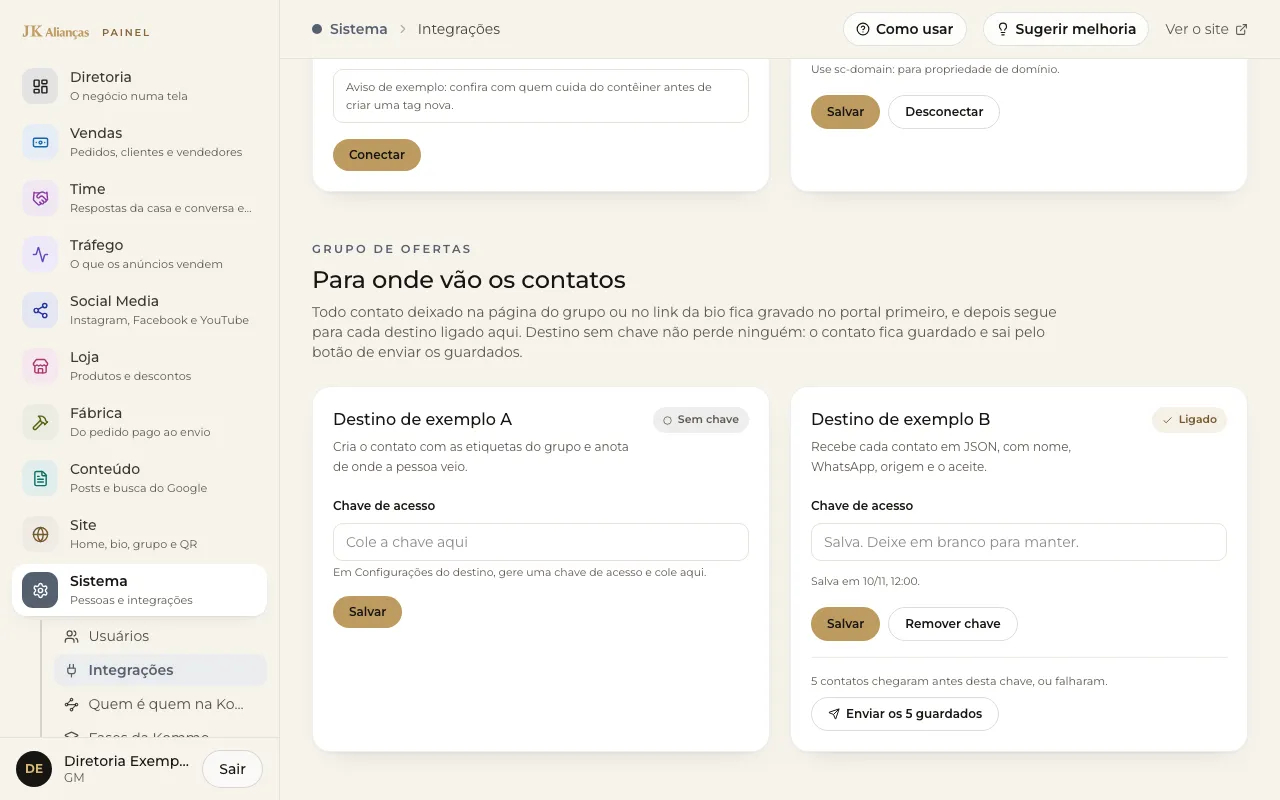 JK Alianças PAINEL
Diretoria
O negócio numa tela
Vendas
Pedidos, clientes e vendedores
Time
Respostas da casa e conversa e...
Tráfego
O que os anúncios vendem
Social Media
Instagram, Facebook e YouTube
Loja
Produtos e descontos
Fábrica
Do pedido pago ao envio
Conteúdo
Posts e busca do Google
Site
Home, bio, grupo e QR
Sistema
Pessoas e integrações
Usuários
Integrações
Quem é quem na Ko...
Fases da Kommo
DE
Diretoria Exemp...
GM
Sair
Sistema > Integrações
Como usar
Sugerir melhoria
Ver o site
Aviso de exemplo: confira com quem cuida do contêiner antes de
criar uma tag nova.
Conectar
Use sc-domain: para propriedade de domínio.
Salvar
Desconectar
GRUPO DE OFERTAS
Para onde vão os contatos
Todo contato deixado na página do grupo ou no link da bio fica gravado no portal primeiro, e depois segue
para cada destino ligado aqui. Destino sem chave não perde ninguém: o contato fica guardado e sai pelo
botão de enviar os guardados.
Destino de exemplo A
Sem chave
Cria o contato com as etiquetas do grupo e anota
de onde a pessoa veio.
Chave de acesso
Cole a chave aqui
Em Configurações do destino, gere uma chave de acesso e cole aqui.
Salvar
Destino de exemplo B
Ligado
Recebe cada contato em JSON, com nome,
WhatsApp, origem e o aceite.
Chave de acesso
Salva. Deixe em branco para manter.
Salva em 10/11, 12:00.
Salvar
Remover chave
5 contatos chegaram antes desta chave, ou falharam.
Enviar os 5 guardados